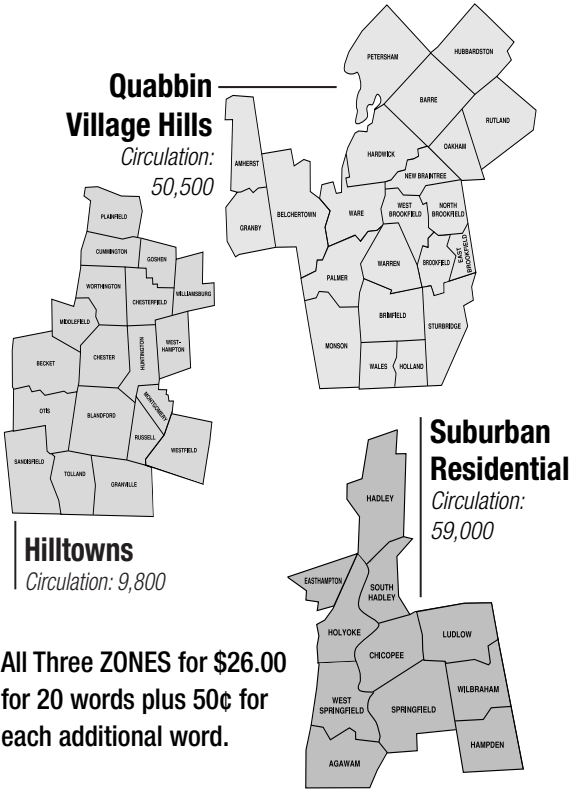 Quabbin
Village Hills
Circulation:
50,500
PETERSHAM
HUBBARDSTON
BARRE
RUTLAND
OAKHAM
HARDWICK
NEW BRAINTREE
AMHERST
BELCHERTOWN
GRANBY
WARE
WEST
BROOKFIELD
NORTH
BROOKFIELD
EAST
BROOKFIELD
BROOKFIELD
WARREN
PALMER
BRIMFIELD
STURBRIDGE
MONSON
WALES
HOLLAND
PLAINFIELD
CUMMINGTON
GOSHEN
WORTHINGTON
CHESTERFIELD
WILLIAMSBURG
MIDDLEFIELD
HUNTINGTON
WEST-
HAMPTON
BECKET
CHESTER
MONTGOMERY
OTIS
BLANDFORD
RUSSELL
WESTFIELD
SANDISFIELD
TOLLAND
GRANVILLE
Hilltowns
Circulation: 9,800
Suburban
Residential
Circulation:
59,000
HADLEY
EASTHAMPTON
SOUTH
HADLEY
HOLYOKE
CHICOPEE
LUDLOW
WEST
SPRINGFIELD
SPRINGFIELD
WILBRAHAM
AGAWAM
HAMPDEN
All Three ZONES for $26.00
for 20 words plus 50¢ for
each additional word.